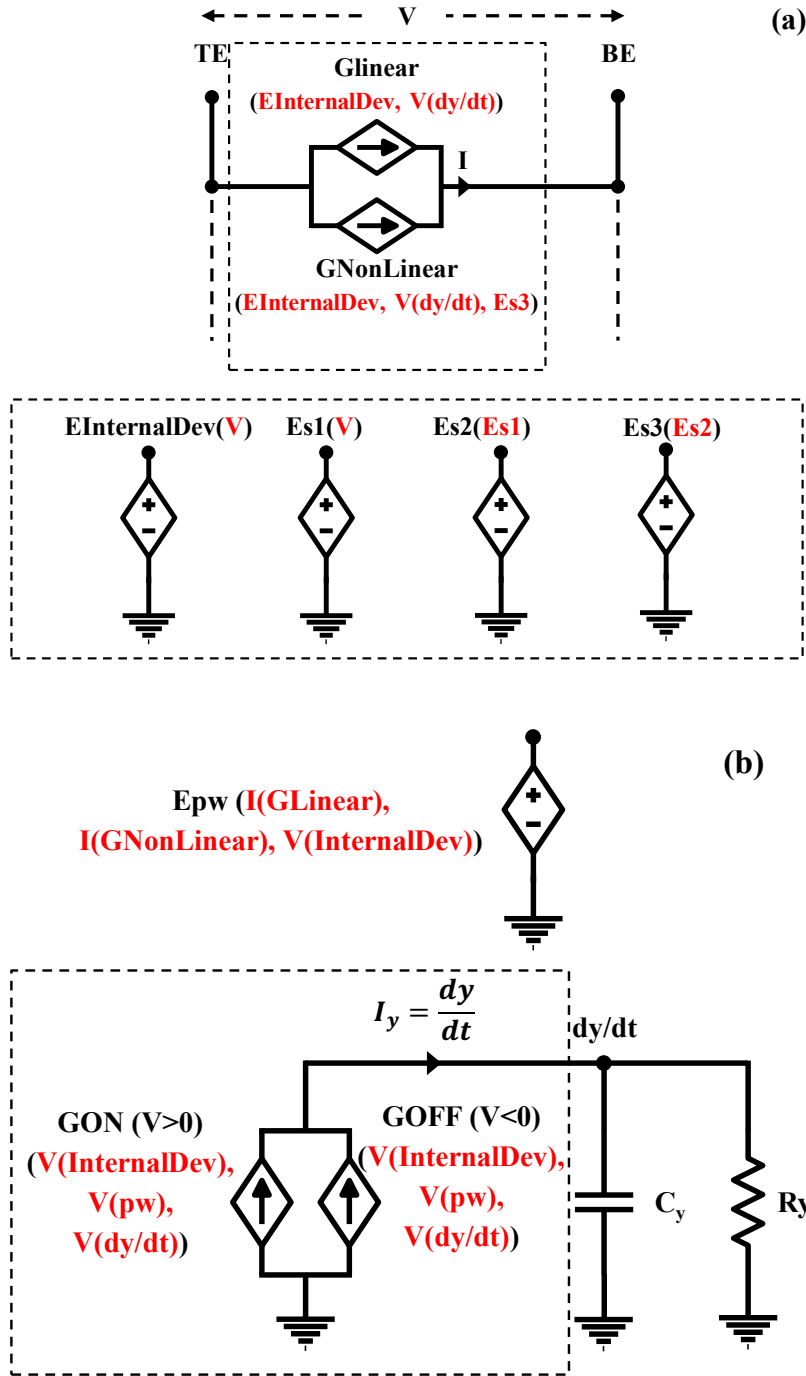 V
(a)
TE
BE
Glinear
(EInternalDev, V(dy/dt))
I
GNonLinear
(EInternalDev, V(dy/dt), Es3)
EInternalDev(V) Es1(V) Es2(Es1) Es3(Es2)
+ + + +
- - - -
(b)
Epw (I(GLinear),
I(GNonLinear), V(InternalDev))
+
-
I_y = dy/dt
dy/dt
GON (V>0)
(V(InternalDev),
V(pw),
V(dy/dt))
GOFF (V<0)
(V(InternalDev),
V(pw),
V(dy/dt))
C_y
Ry